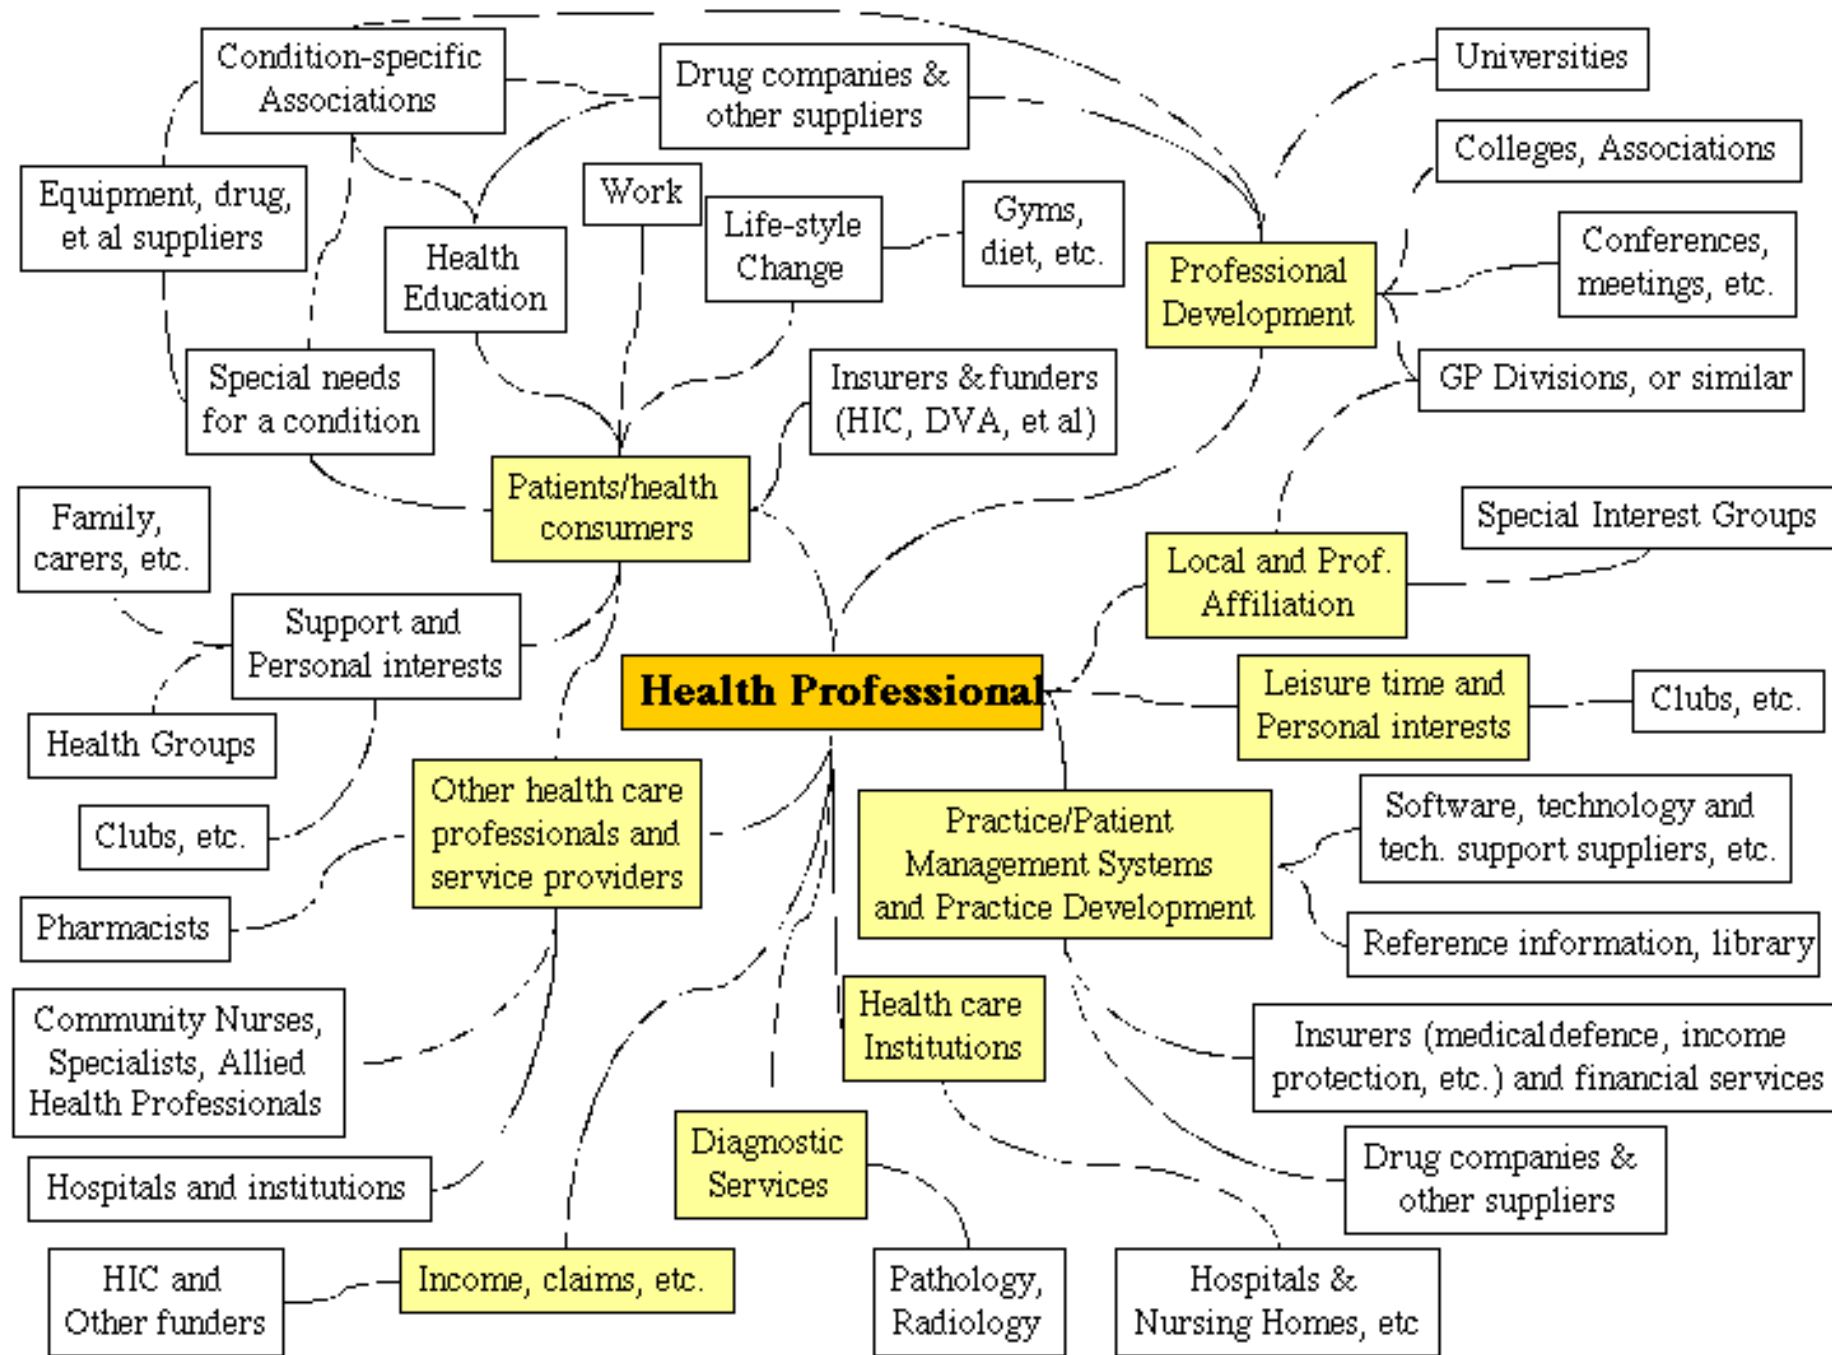 Condition-specific
Associations
Drug companies &
other suppliers
Universities
Colleges, Associations
Equipment, drug,
et al suppliers
Work
Life-style
Change
Gyms,
diet, etc.
Health
Education
Professional
Development
Conferences,
meetings, etc.
Special needs
for a condition
Insurers & funders
(HIC, DVA, et al)
GP Divisions, or similar
Patients/health
consumers
Family,
carers, etc.
Special Interest Groups
Local and Prof.
Affiliation
Support and
Personal interests
Health Professional
Leisure time and
Personal interests
Clubs, etc.
Health Groups
Other health care
professionals and
service providers
Clubs, etc.
Practice/Patient
Management Systems
and Practice Development
Software, technology and
tech. support suppliers, etc.
Pharmacists
Reference information, library
Community Nurses,
Specialists, Allied
Health Professionals
Health care
Institutions
Insurers (medicaldefence, income
protection, etc.) and financial services
Diagnostic
Services
Drug companies &
other suppliers
Hospitals and institutions
HIC and
Other funders
Income, claims, etc.
Pathology,
Radiology
Hospitals &
Nursing Homes, etc